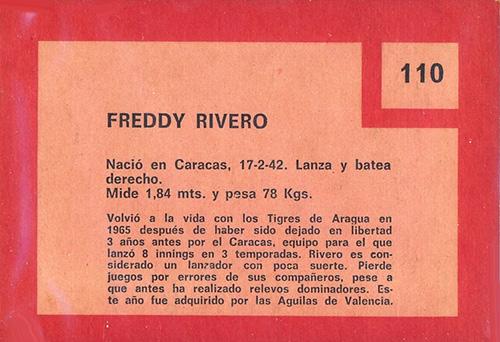 110
FREDDY RIVERO
Nació en Caracas, 17-2-42. Lanza y batea
derecho.
Mide 1,84 mts. y pesa 78 Kgs.
Volvió a la vida con los Tigres de Aragua en
1965 después de haber sido dejado en libertad
3 años antes por el Caracas, equipo para el que
lanzó 8 innings en 3 temporadas. Rivero es con-
siderado un lanzador con poca suerte. Pierde
juegos por errores de sus compañeros, pese a
que antes ha realizado relevos dominadores. Es-
te año fue adquirido por las Aguilas de Valencia.